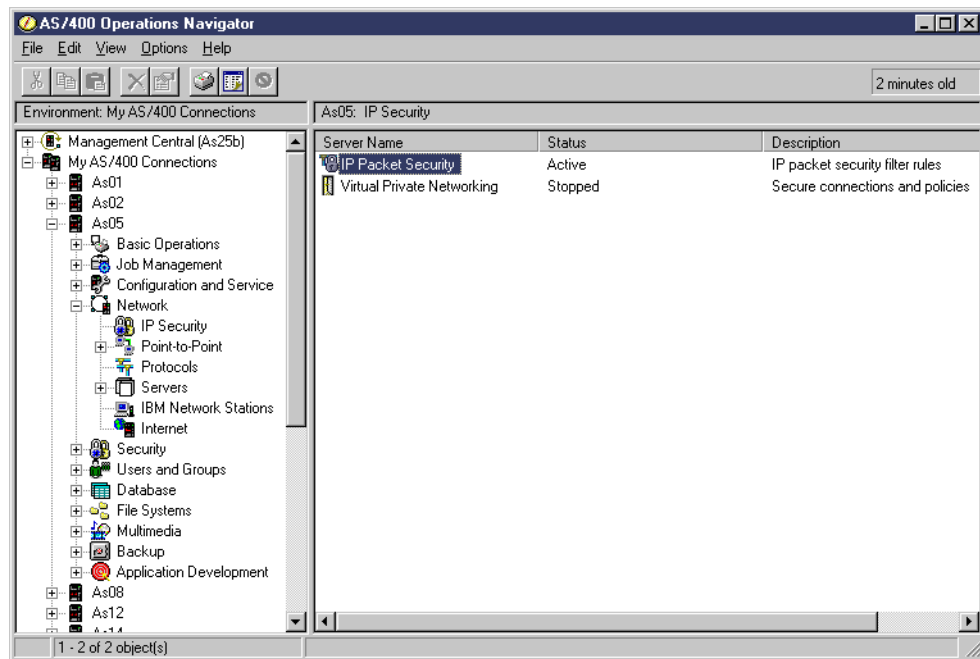 AS/400 Operations Navigator
File Edit View Options Help
2 minutes old
Environment: My AS/400 Connections
As05: IP Security
Management Central (As25b)
My AS/400 Connections
As01
As02
As05
Basic Operations
Job Management
Configuration and Service
Network
IP Security
Point-to-Point
Protocols
Servers
IBM Network Stations
Internet
Security
Users and Groups
Database
File Systems
Multimedia
Backup
Application Development
As08
As12
Server Name Status Description
IP Packet Security Active IP packet security filter rules
Virtual Private Networking Stopped Secure connections and policies
1 - 2 of 2 object(s)